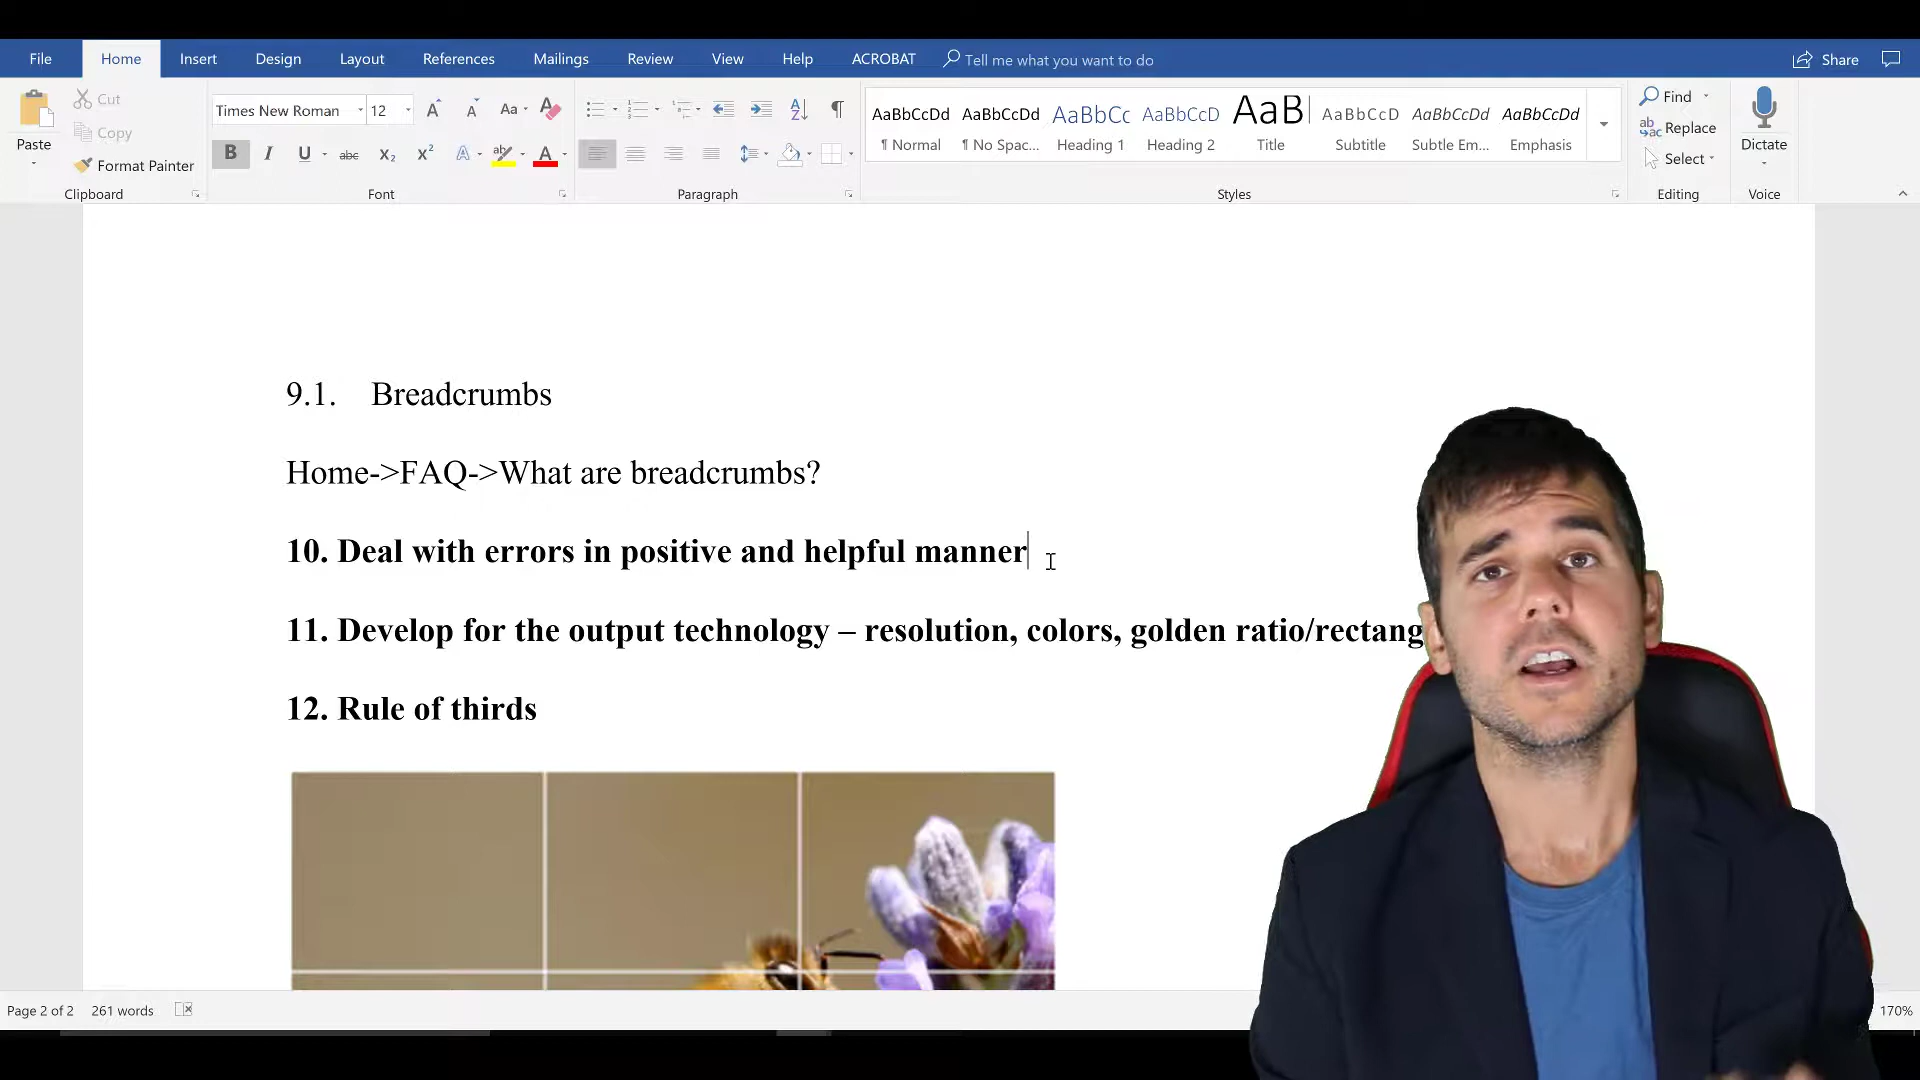 File Home Insert Design Layout References Mailings Review View Help ACROBAT Tell me what you want to do Share
Cut
Copy
Paste
Format Painter
Clipboard
Times New Roman 12
Font
Paragraph
AaBbCcDd AaBbCcDd AaBbCc AaBbCcD AaB AaBbCcD AaBbCcDd AaBbCcDd
¶ Normal ¶ No Spac... Heading 1 Heading 2 Title Subtitle Subtle Em... Emphasis
Styles
Find
Replace
Select
Editing
Dictate
Voice
9.1. Breadcrumbs
Home->FAQ->What are breadcrumbs?
10. Deal with errors in positive and helpful manner
11. Develop for the output technology – resolution, colors, golden ratio/rectang
12. Rule of thirds
Page 2 of 2 261 words 170%